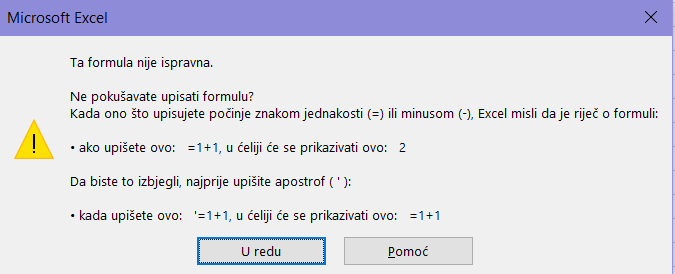 Microsoft Excel
Ta formula nije ispravna.
Ne pokušavate upisati formulu?
Kada ono što upisujete počinje znakom jednakosti (=) ili minusom (-), Excel misli da je riječ o formuli:
• ako upišete ovo: =1+1, u ćeliji će se prikazivati ovo: 2
Da biste to izbjegli, najprije upišite apostrof ( ' ):
• kada upišete ovo: '=1+1, u ćeliji će se prikazivati ovo: =1+1
U redu
Pomoć